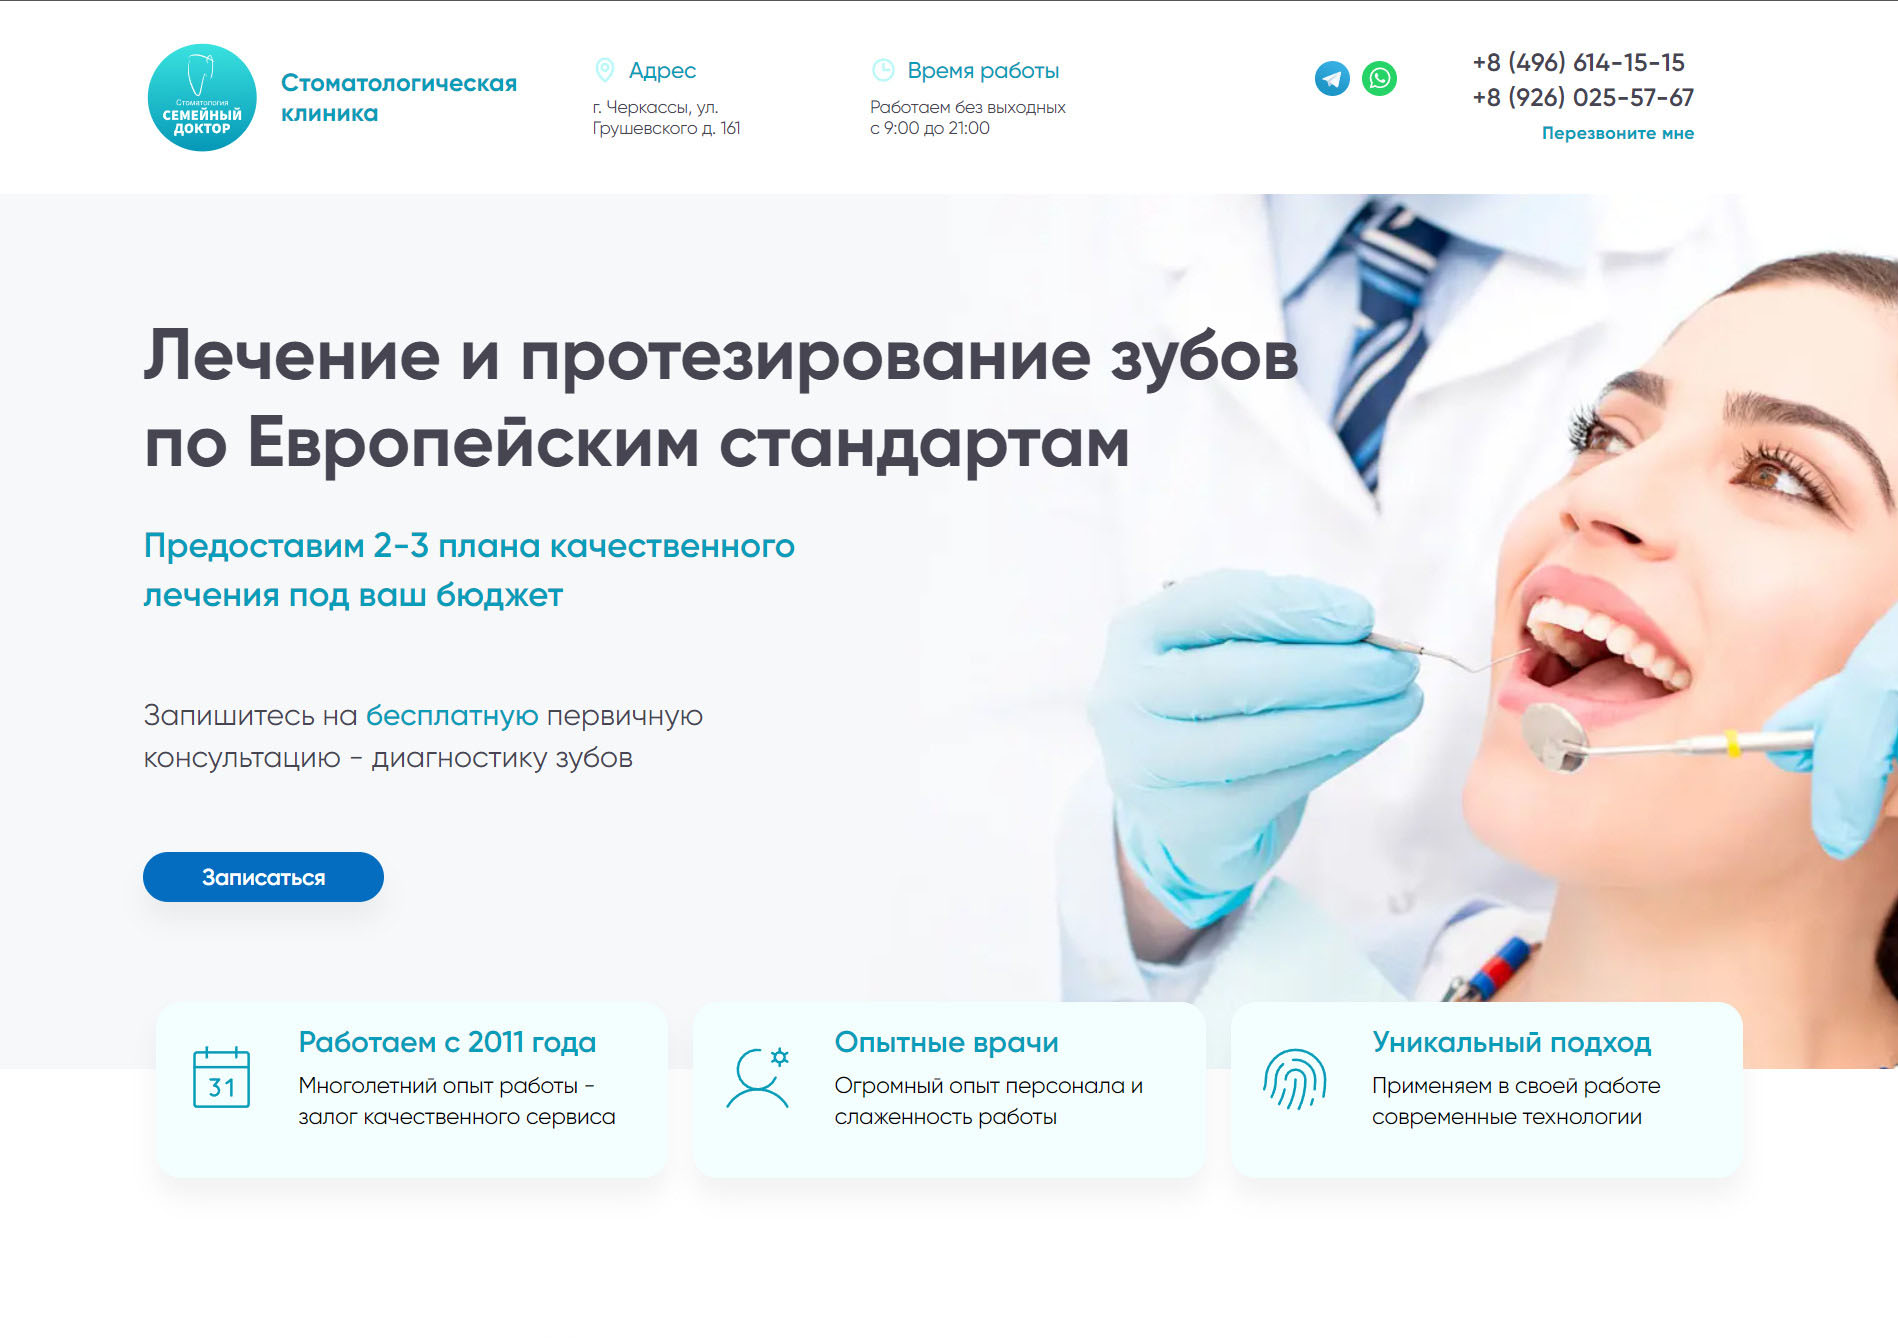 Стоматология
СЕМЕЙНЫЙ
ДОКТОР
Стоматологическая
клиника
Адрес
г. Черкассы, ул.
Грушевского д. 161
Время работы
Работаем без выходных
с 9:00 до 21:00
+8 (496) 614-15-15
+8 (926) 025-57-67
Перезвоните мне
Лечение и протезирование зубов
по Европейским стандартам
Предоставим 2-3 плана качественного
лечения под ваш бюджет
Запишитесь на бесплатную первичную
консультацию - диагностику зубов
Записаться
31
Работаем с 2011 года
Многолетний опыт работы -
залог качественного сервиса
Опытные врачи
Огромный опыт персонала и
слаженность работы
Уникальный подход
Применяем в своей работе
современные технологии